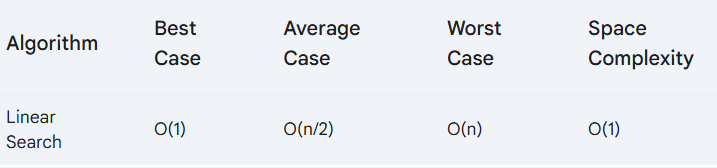 Algorithm Best Case Average Case Worst Case Space Complexity
Linear Search O(1) O(n/2) O(n) O(1)